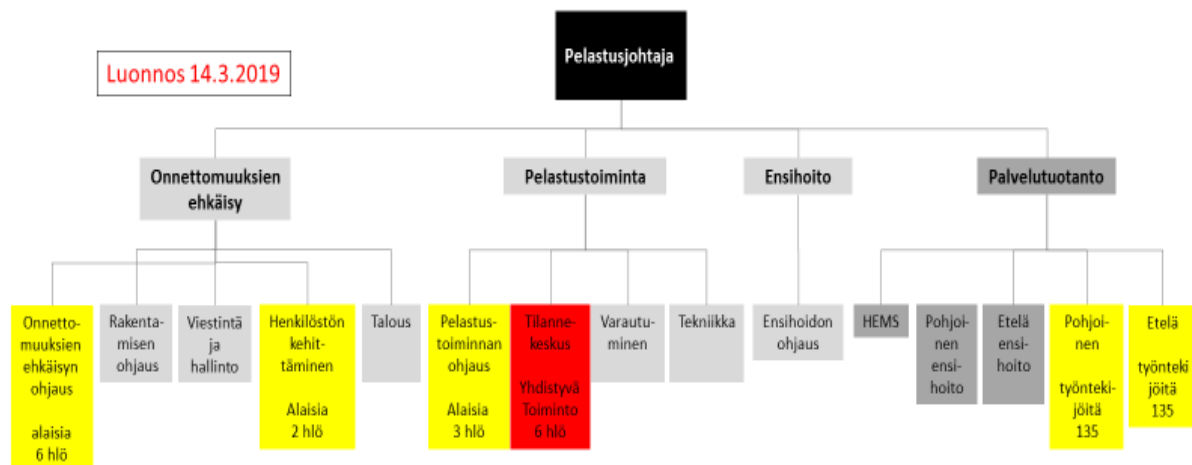 Pelastusjohtaja
Luonnos 14.3.2019
Onnettomuuksien
ehkäisy
Pelastustoiminta
Ensihoito
Palvelutuotanto
Onnetto-
muuksien
ehkäisyn
ohjaus
alaisia
6 hlö
Rakenta-
misen
ohjaus
Viestintä
ja
hallinto
Henkilöstön
kehit-
täminen
Alaisia
2 hlö
Talous
Pelastus-
toiminnan
ohjaus
Alaisia
3 hlö
Tilanne-
keskus
Yhdistyvä
Toiminto
6 hlö
Varautu-
minen
Tekniikka
Ensihoidon
ohjaus
HEMS
Pohjoi-
nen
ensi-
hoito
Etelä
ensi-
hoito
Pohjoi-
nen
työnteki-
jöitä
135
Etelä
työnteki
jöitä
135